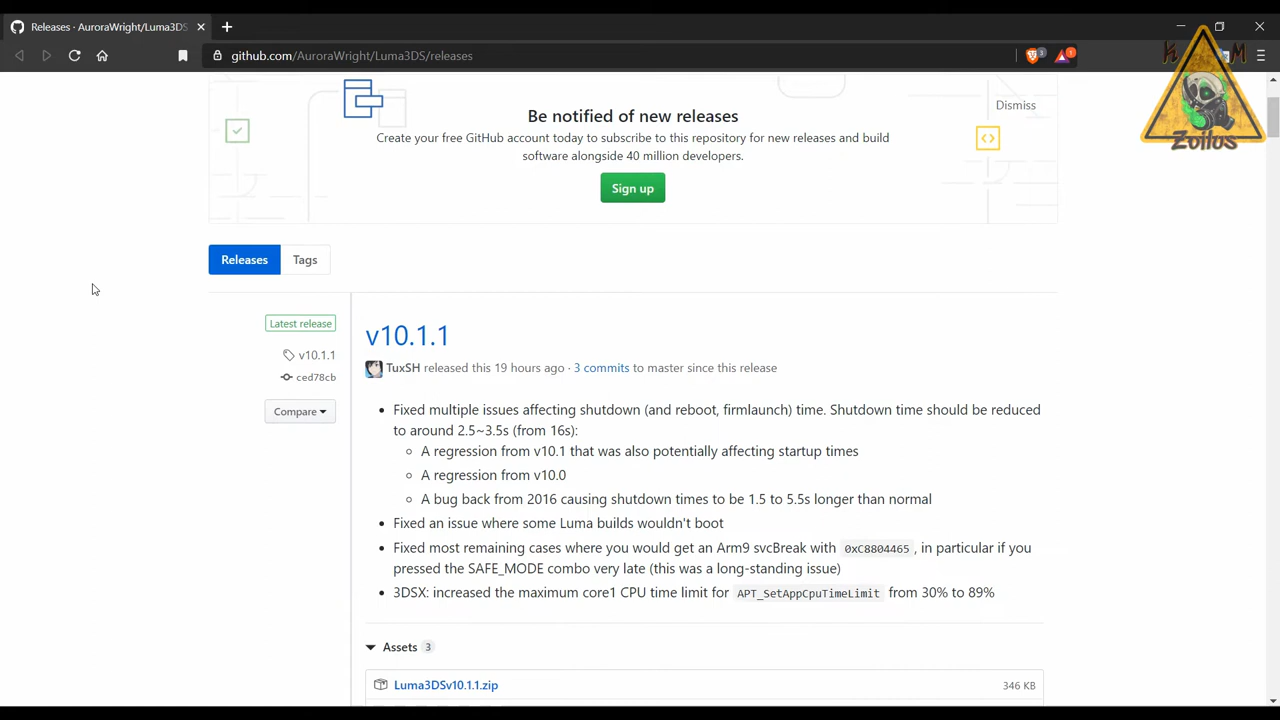 Releases · AuroraWright/Luma3DS
github.com/AuroraWright/Luma3DS/releases
3
1
K M
Zoilus
Be notified of new releases
Dismiss
Create your free GitHub account today to subscribe to this repository for new releases and build
software alongside 40 million developers.
Sign up
Releases
Tags
Latest release
v10.1.1
ced78cb
Compare
v10.1.1
TuxSH released this 19 hours ago · 3 commits to master since this release
Fixed multiple issues affecting shutdown (and reboot, firmlaunch) time. Shutdown time should be reduced
to around 2.5~3.5s (from 16s):
A regression from v10.1 that was also potentially affecting startup times
A regression from v10.0
A bug back from 2016 causing shutdown times to be 1.5 to 5.5s longer than normal
Fixed an issue where some Luma builds wouldn't boot
Fixed most remaining cases where you would get an Arm9 svcBreak with 0xC8804465, in particular if you
pressed the SAFE_MODE combo very late (this was a long-standing issue)
3DSX: increased the maximum core1 CPU time limit for APT_SetAppCpuTimeLimit from 30% to 89%
Assets 3
Luma3DSv10.1.1.zip
346 KB